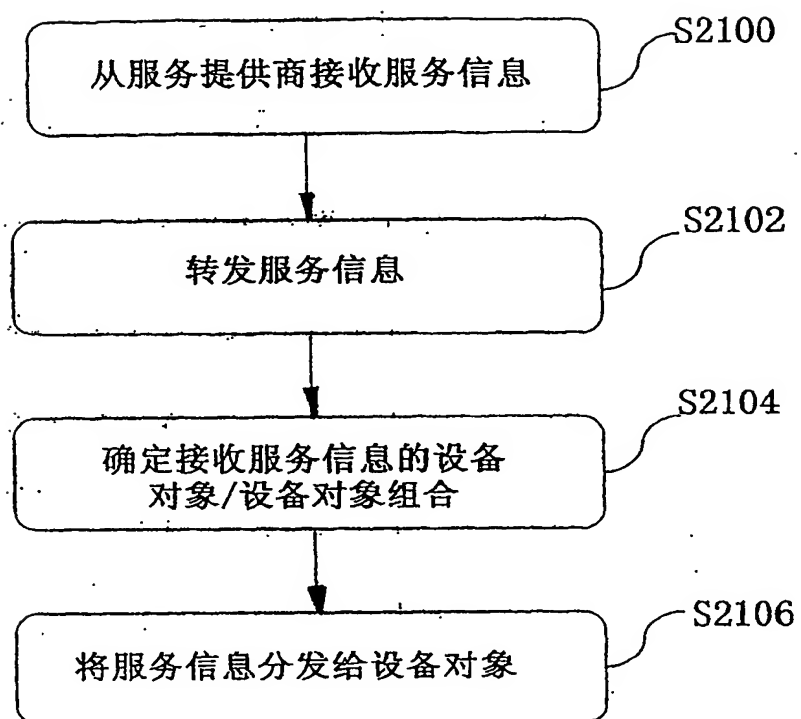 从服务提供商接收服务信息
S2100
转发服务信息
S2102
确定接收服务信息的设备
对象/设备对象组合
S2104
将服务信息分发给设备对象
S2106